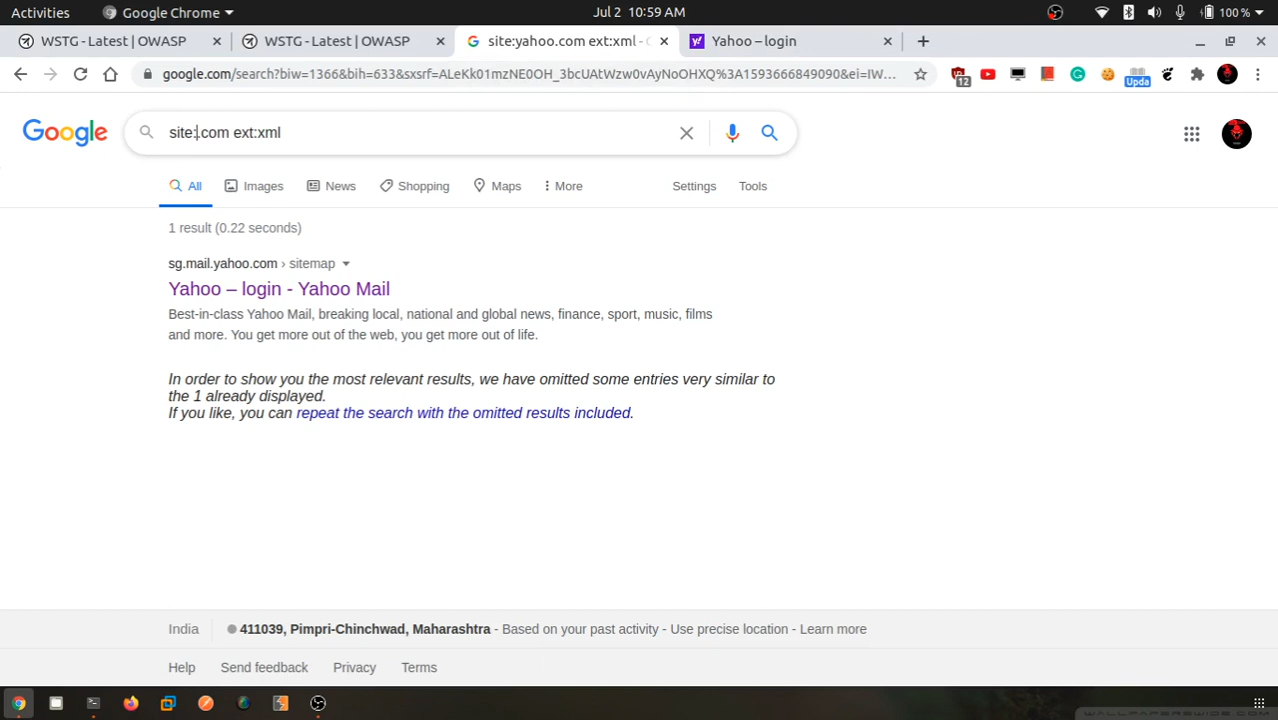 Activities Google Chrome Jul 2 10:59 AM 100 %
WSTG - Latest | OWASP WSTG - Latest | OWASP site:yahoo.com ext:xml - G Yahoo – login
google.com/search?biw=1366&bih=633&sxsrf=ALeKk01mzNE0OH_3bcUAtWzw0vAyNoOHXQ%3A1593666849090&ei=IW... 12 Upda
Google site:.com ext:xml
All Images News Shopping Maps More Settings Tools
1 result (0.22 seconds)
sg.mail.yahoo.com › sitemap
Yahoo – login - Yahoo Mail
Best-in-class Yahoo Mail, breaking local, national and global news, finance, sport, music, films
and more. You get more out of the web, you get more out of life.
In order to show you the most relevant results, we have omitted some entries very similar to
the 1 already displayed.
If you like, you can repeat the search with the omitted results included.
India 411039, Pimpri-Chinchwad, Maharashtra - Based on your past activity - Use precise location - Learn more
Help Send feedback Privacy Terms